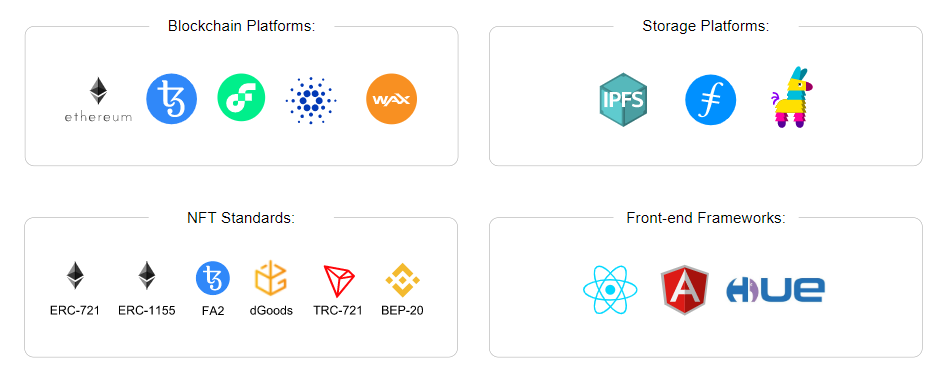 Blockchain Platforms:
ethereum
WAX
Storage Platforms:
IPFS
NFT Standards:
ERC-721
ERC-1155
FA2
dGoods
TRC-721
BEP-20
Front-end Frameworks:
A
HUE